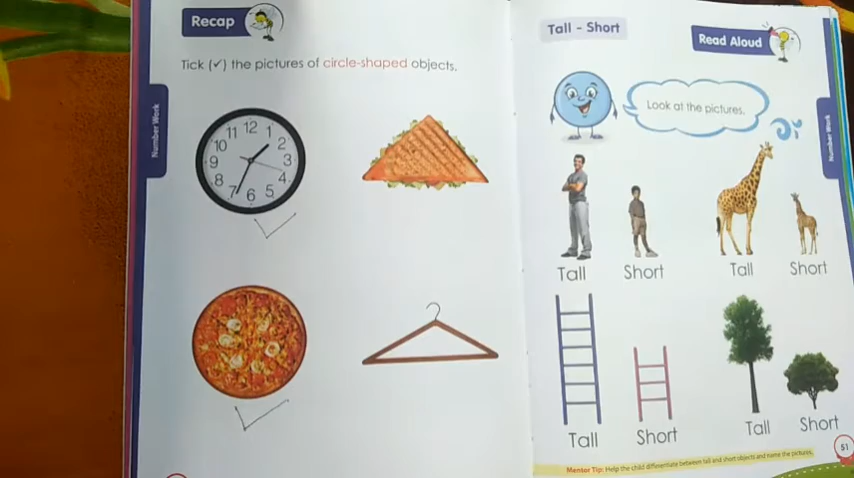 Recap
Tick (✓) the pictures of circle-shaped objects.
Number Work
11 12 1
10 2
9 3
8 4
7 6 5
Tall - Short
Read Aloud
Look at the pictures.
Number Work
Tall Short Tall Short
Tall Short Tall Short
Mentor Tip: Help the child differentiate between tall and short objects and name the pictures.
51